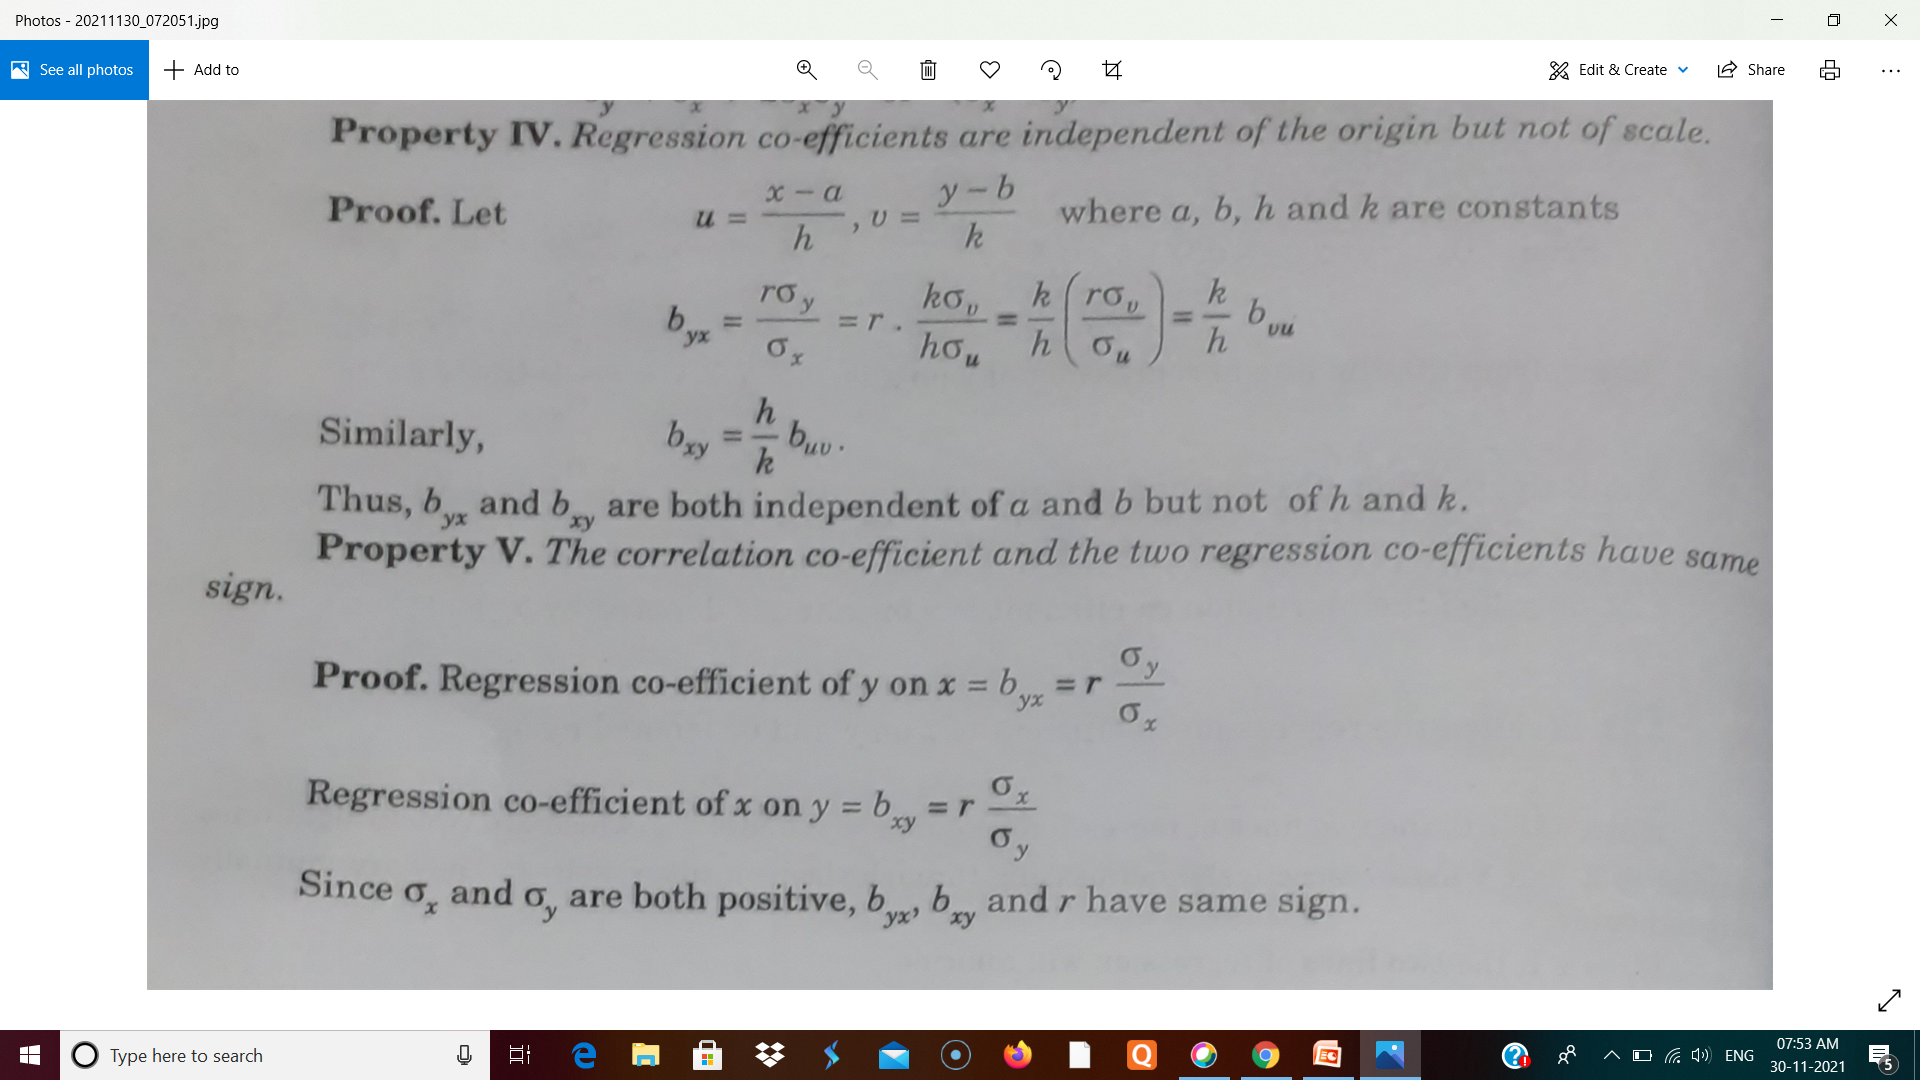 Photos - 20211130_072051.jpg
See all photos
Add to
Edit & Create
Share
Property IV. Regression co-efficients are independent of the origin but not of scale.
Proof. Let u = (x − a)/h, v = (y − b)/k where a, b, h and k are constants
b_yx = rσ_y/σ_x = r . kσ_v/hσ_u = k/h (rσ_v/σ_u) = k/h b_vu
Similarly, b_xy = h/k b_uv.
Thus, b_yx and b_xy are both independent of a and b but not of h and k.
Property V. The correlation co-efficient and the two regression co-efficients have same
sign.
Proof. Regression co-efficient of y on x = b_yx = r σ_y/σ_x
Regression co-efficient of x on y = b_xy = r σ_x/σ_y
Since σ_x and σ_y are both positive, b_yx, b_xy and r have same sign.
Type here to search
ENG
07:53 AM
30-11-2021
5